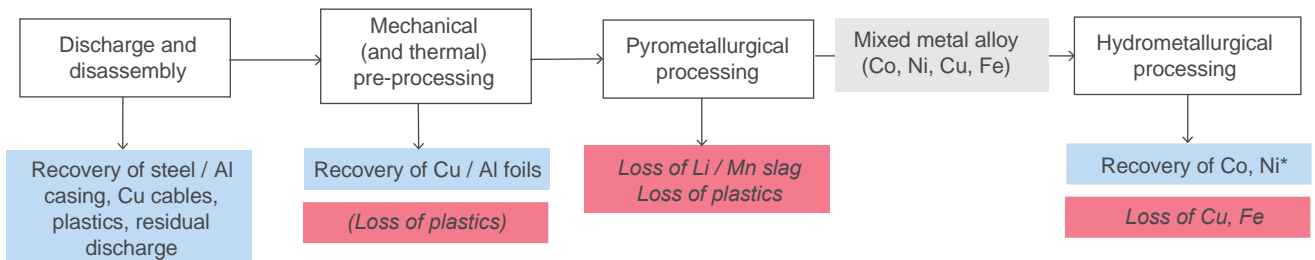 Discharge and
disassembly
Mechanical
(and thermal)
pre-processing
Pyrometallurgical
processing
Mixed metal alloy
(Co, Ni, Cu, Fe)
Hydrometallurgical
processing
Recovery of steel / Al
casing, Cu cables,
plastics, residual
discharge
Recovery of Cu / Al foils
(Loss of plastics)
Loss of Li / Mn slag
Loss of plastics
Recovery of Co, Ni*
Loss of Cu, Fe